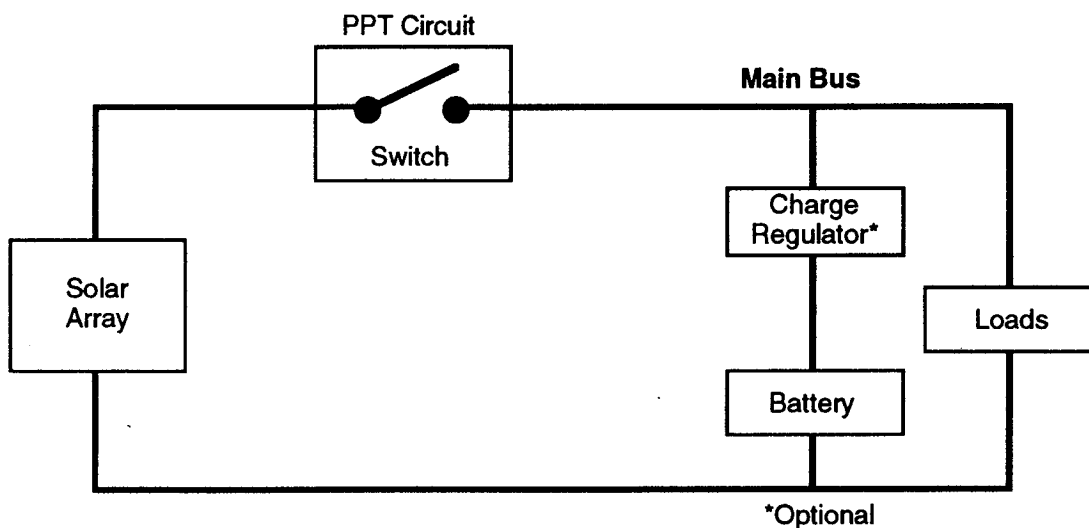 PPT Circuit
Main Bus
Switch
Charge
Regulator*
Solar
Array
Loads
Battery
*Optional